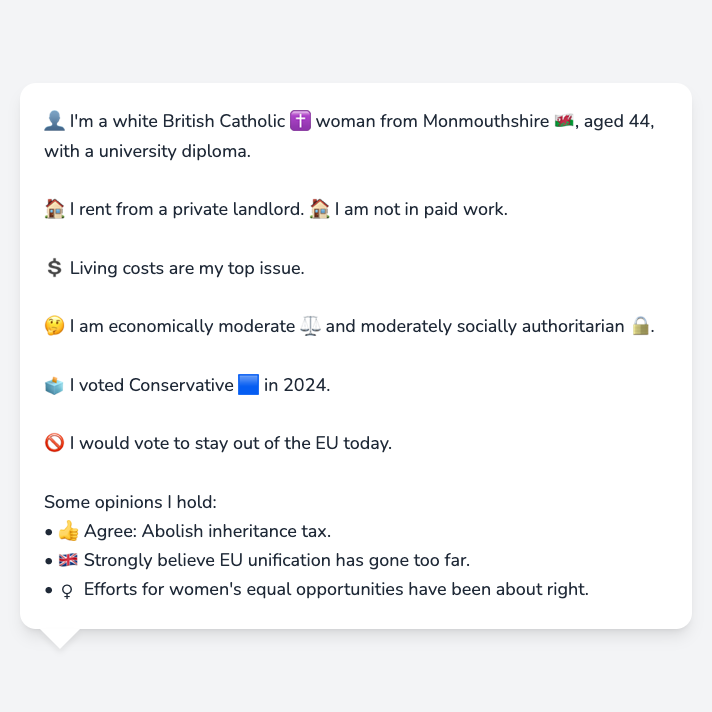 👤 I'm a white British Catholic ✝️ woman from Monmouthshire 🏴󠁧󠁢󠁷󠁬󠁳󠁿, aged 44,
with a university diploma.
🏠 I rent from a private landlord. 🏠 I am not in paid work.
💲 Living costs are my top issue.
🤔 I am economically moderate ⚖️ and moderately socially authoritarian 🔒.
🗳️ I voted Conservative 🟦 in 2024.
🚫 I would vote to stay out of the EU today.
Some opinions I hold:
• 👍 Agree: Abolish inheritance tax.
• 🇬🇧 Strongly believe EU unification has gone too far.
• ♀ Efforts for women's equal opportunities have been about right.